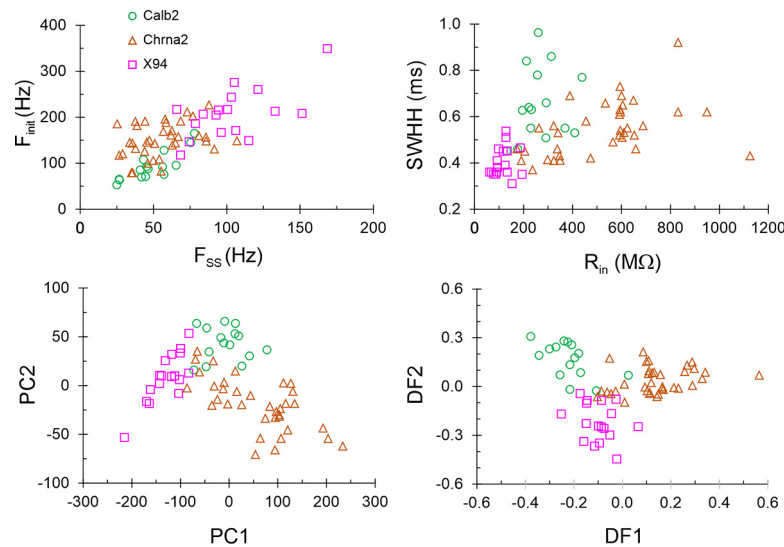 Calb2
Chrna2
X94
400
300
200
100
0
0 50 100 150 200
F_init (Hz)
F_SS (Hz)
1.0
0.8
0.6
0.4
0.2
0 200 400 600 800 1000 1200
SWHH (ms)
R_in (MΩ)
100
50
0
-50
-100
-300 -200 -100 0 100 200 300
PC2
PC1
0.6
0.3
0.0
-0.3
-0.6
-0.6 -0.4 -0.2 0.0 0.2 0.4 0.6
DF2
DF1